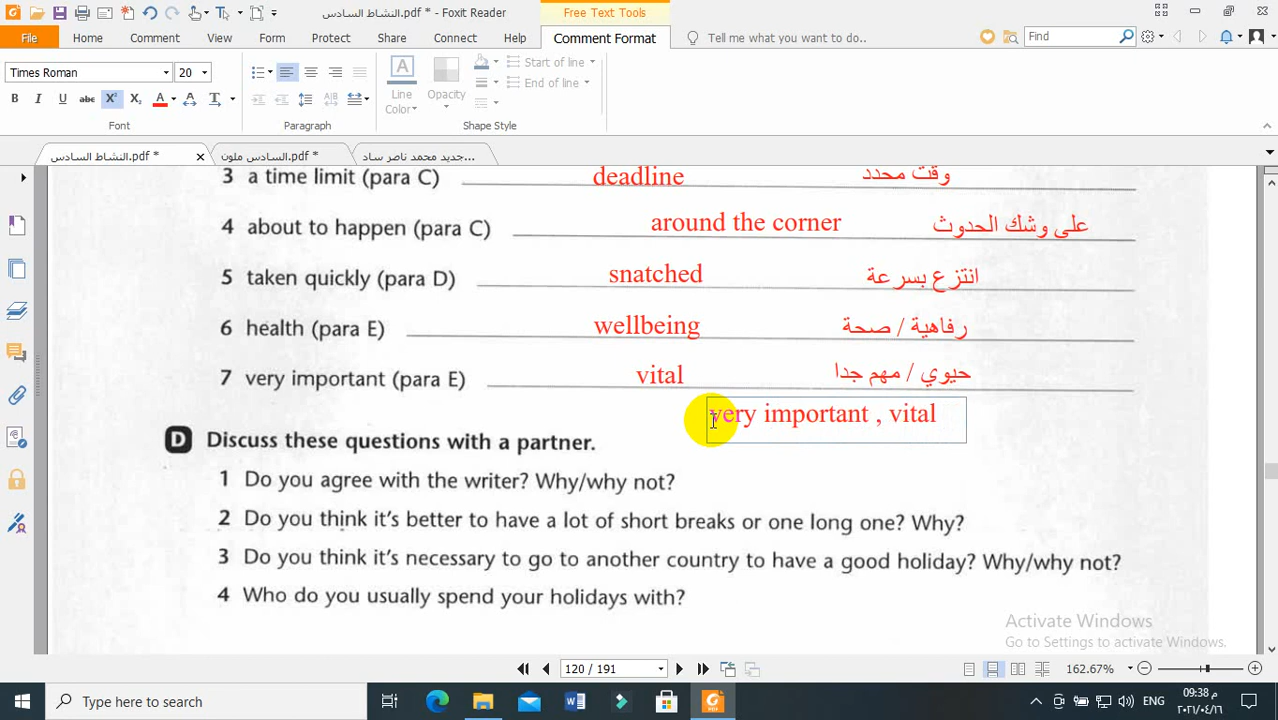 النشاط السادس.pdf * - Foxit Reader
Free Text Tools
File Home Comment View Form Protect Share Connect Help Comment Format Tell me what you want to do.. Find
Times Roman 20
Start of line
End of line
Line Color Opacity
Font Paragraph Shape Style
النشاط السادس.pdf * السادس ملون.pdf * جديد محمد ناصر ساد...
3 a time limit (para C) deadline وقت محدد
4 about to happen (para C) around the corner على وشك الحدوث
5 taken quickly (para D) snatched انتزع بسرعة
6 health (para E) wellbeing رفاهية / صحة
7 very important (para E) vital حيوي / مهم جدا
very important , vital
D Discuss these questions with a partner.
1 Do you agree with the writer? Why/why not?
2 Do you think it's better to have a lot of short breaks or one long one? Why?
3 Do you think it's necessary to go to another country to have a good holiday? Why/why not?
4 Who do you usually spend your holidays with?
Activate Windows
Go to Settings to activate Windows.
120 / 191 162.67%
Type here to search ENG 09:38 م
٢٠٢١/٠٤/١٦